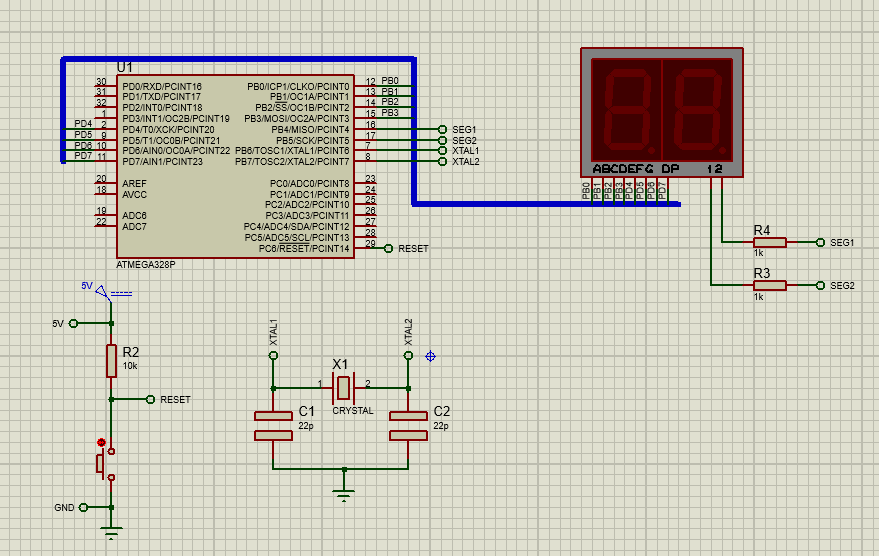 U1
30 PD0/RXD/PCINT16 PB0/ICP1/CLKO/PCINT0 12 PB0
31 PD1/TXD/PCINT17 PB1/OC1A/PCINT1 13 PB1
32 PD2/INT0/PCINT18 PB2/SS/OC1B/PCINT2 14 PB2
1 PD3/INT1/OC2B/PCINT19 PB3/MOSI/OC2A/PCINT3 15 PB3
PD4 2 PD4/T0/XCK/PCINT20 PB4/MISO/PCINT4 16 SEG1
PD5 9 PD5/T1/OC0B/PCINT21 PB5/SCK/PCINT5 17 SEG2
PD6 10 PD6/AIN0/OC0A/PCINT22 PB6/TOSC1/XTAL1/PCINT6 7 XTAL1
PD7 11 PD7/AIN1/PCINT23 PB7/TOSC2/XTAL2/PCINT7 8 XTAL2
20 AREF PC0/ADC0/PCINT8 23
18 AVCC PC1/ADC1/PCINT9 24
PC2/ADC2/PCINT10 25
19 ADC6 PC3/ADC3/PCINT11 26
22 ADC7 PC4/ADC4/SDA/PCINT12 27
PC5/ADC5/SCL/PCINT13 28
PC6/RESET/PCINT14 29 RESET
ATMEGA328P
ABCDEFG DP 12
PB0 PB1 PB2 PB3 PD4 PD5 PD6 PD7
R4
SEG1
1k
R3
SEG2
1k
5V
5V
R2
10k
RESET
GND
XTAL1 XTAL2
X1
1 2
CRYSTAL
C1
22p
C2
22p